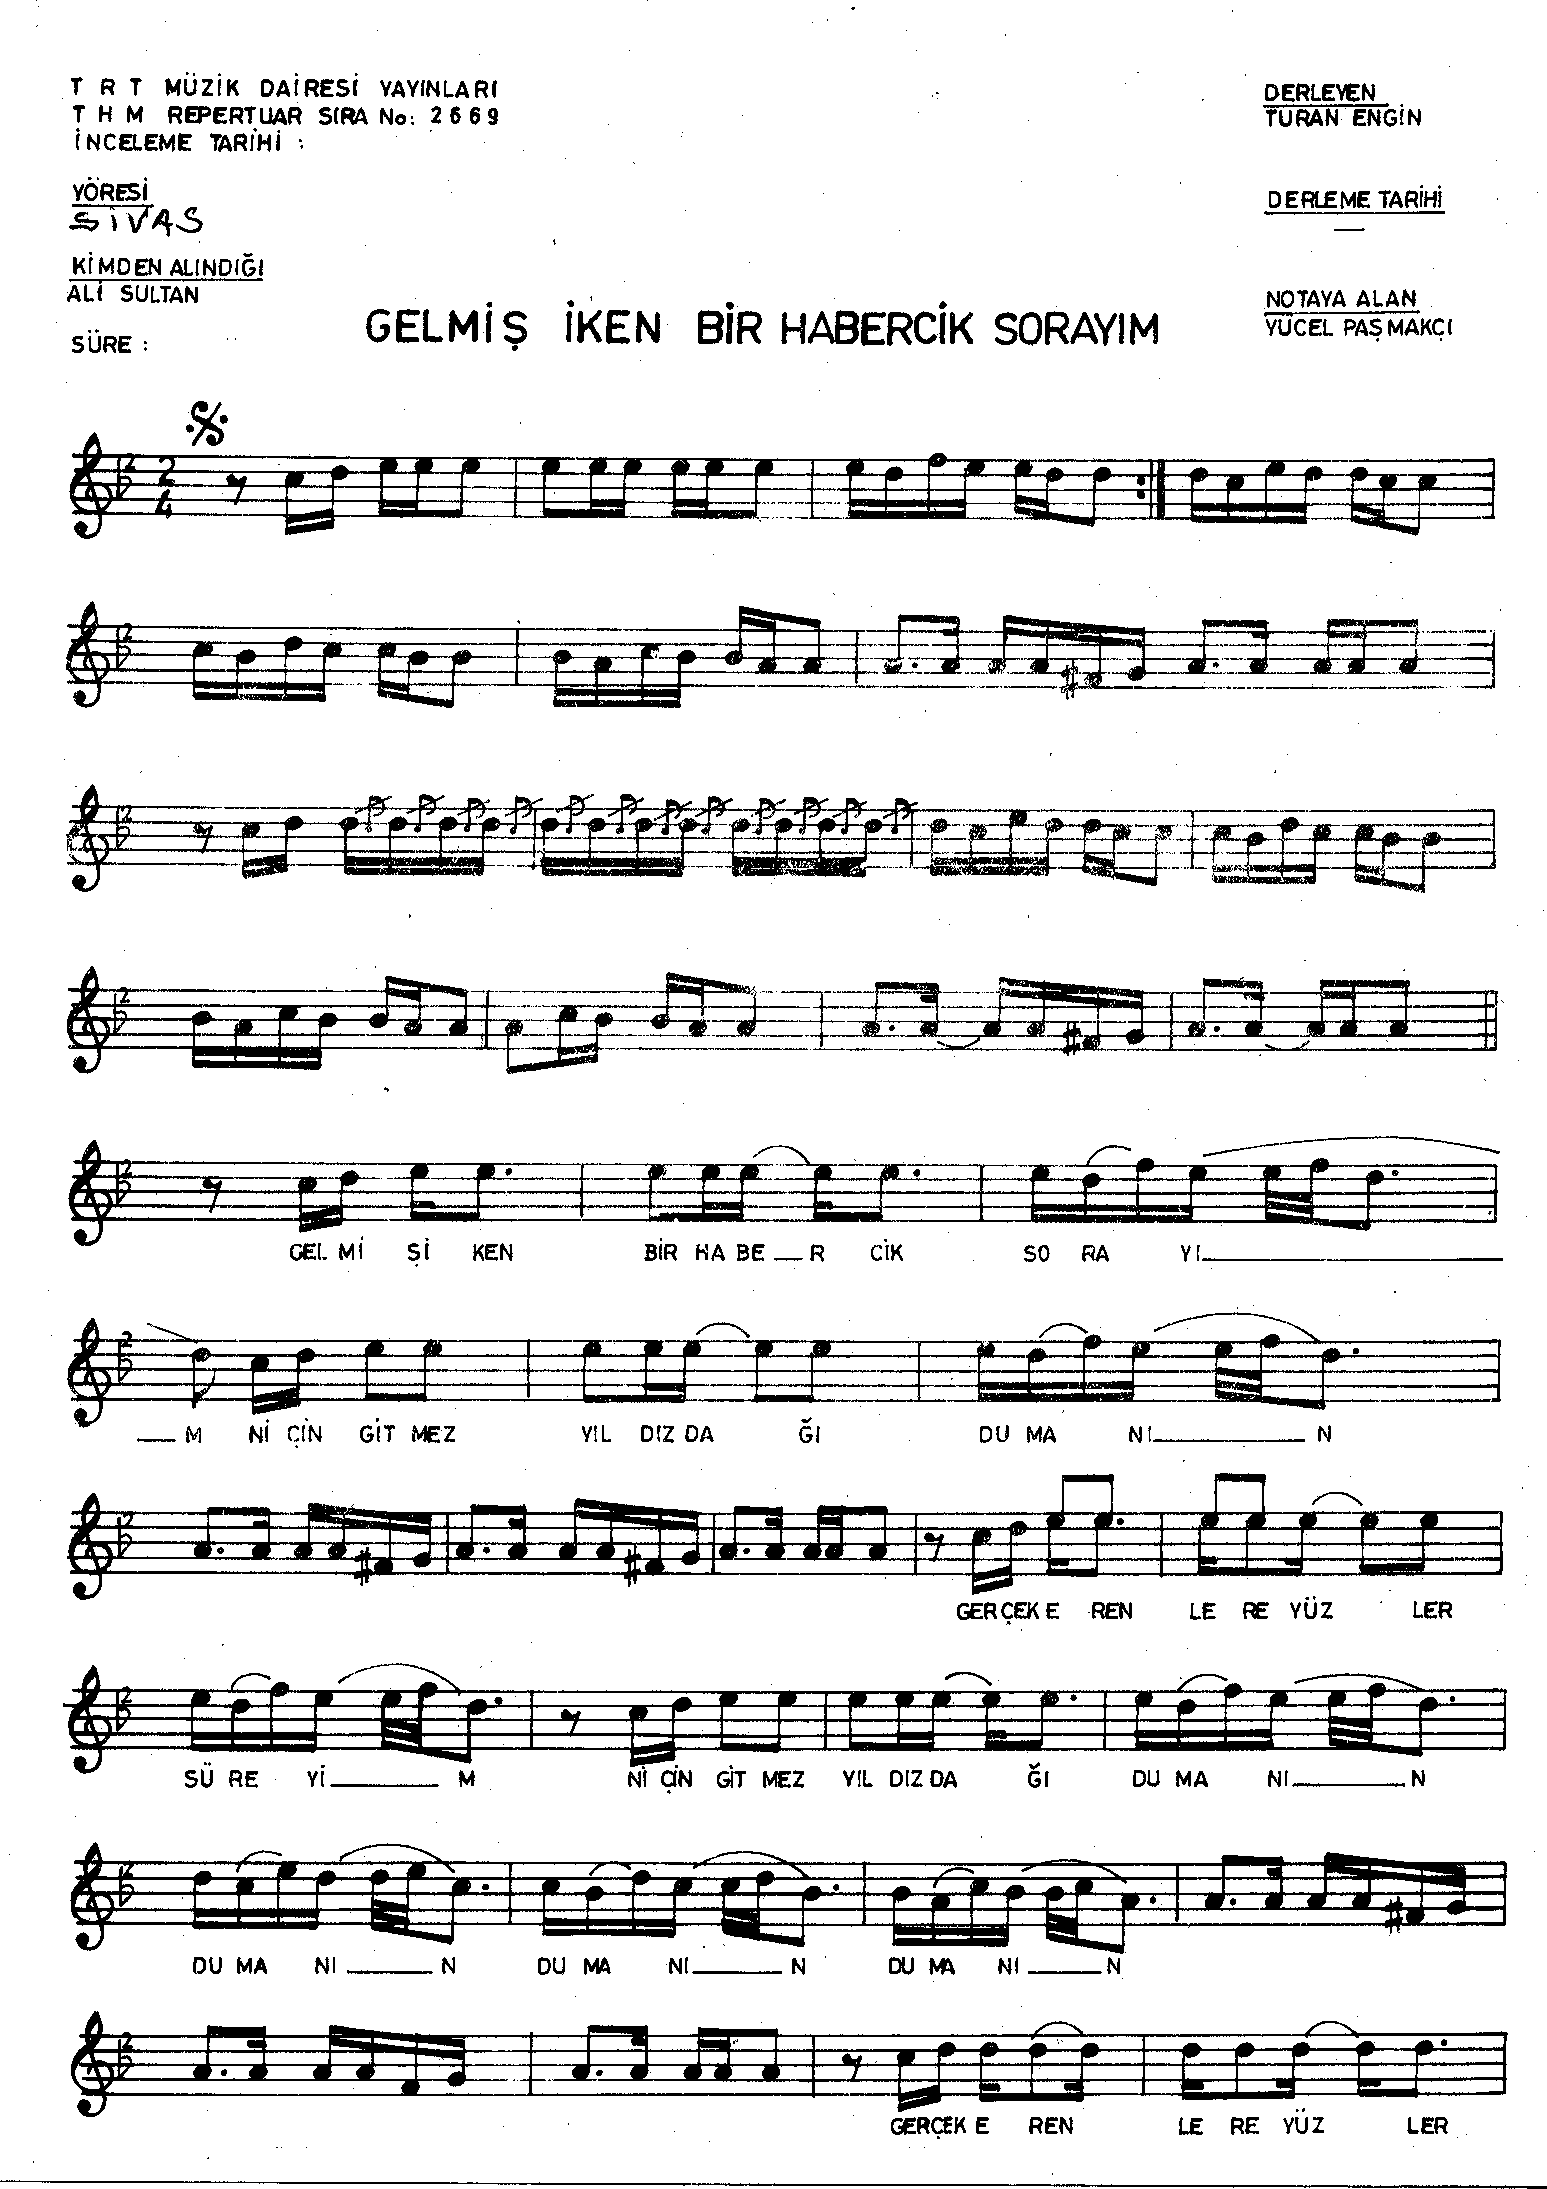 T R T MÜZİK DAİRESİ YAYINLARI
T H M REPERTUAR SIRA No: 2669
İNCELEME TARİHİ :
DERLEYEN
TURAN ENGİN
YÖRESİ
SİVAS
DERLEME TARİHİ
—
KİMDEN ALINDIĞI
ALİ SULTAN
NOTAYA ALAN
YÜCEL PAŞMAKÇI
SÜRE :
GELMİŞ İKEN BİR HABERCİK SORAYIM
2
4
GEL Mİ Şİ KEN BİR HA BE — R CİK SO RA YI —
— M Nİ ÇİN GİT MEZ YIL DIZ DA ĞI DU MA NI — N
GER ÇEK E REN LE RE YÜZ LER
SÜ RE Yİ — M Nİ ÇİN GİT MEZ YIL DIZ DA ĞI DU MA NI — N
DU MA NI — N DU MA NI — N DU MA NI — N
GER ÇEK E REN LE RE YÜZ LER